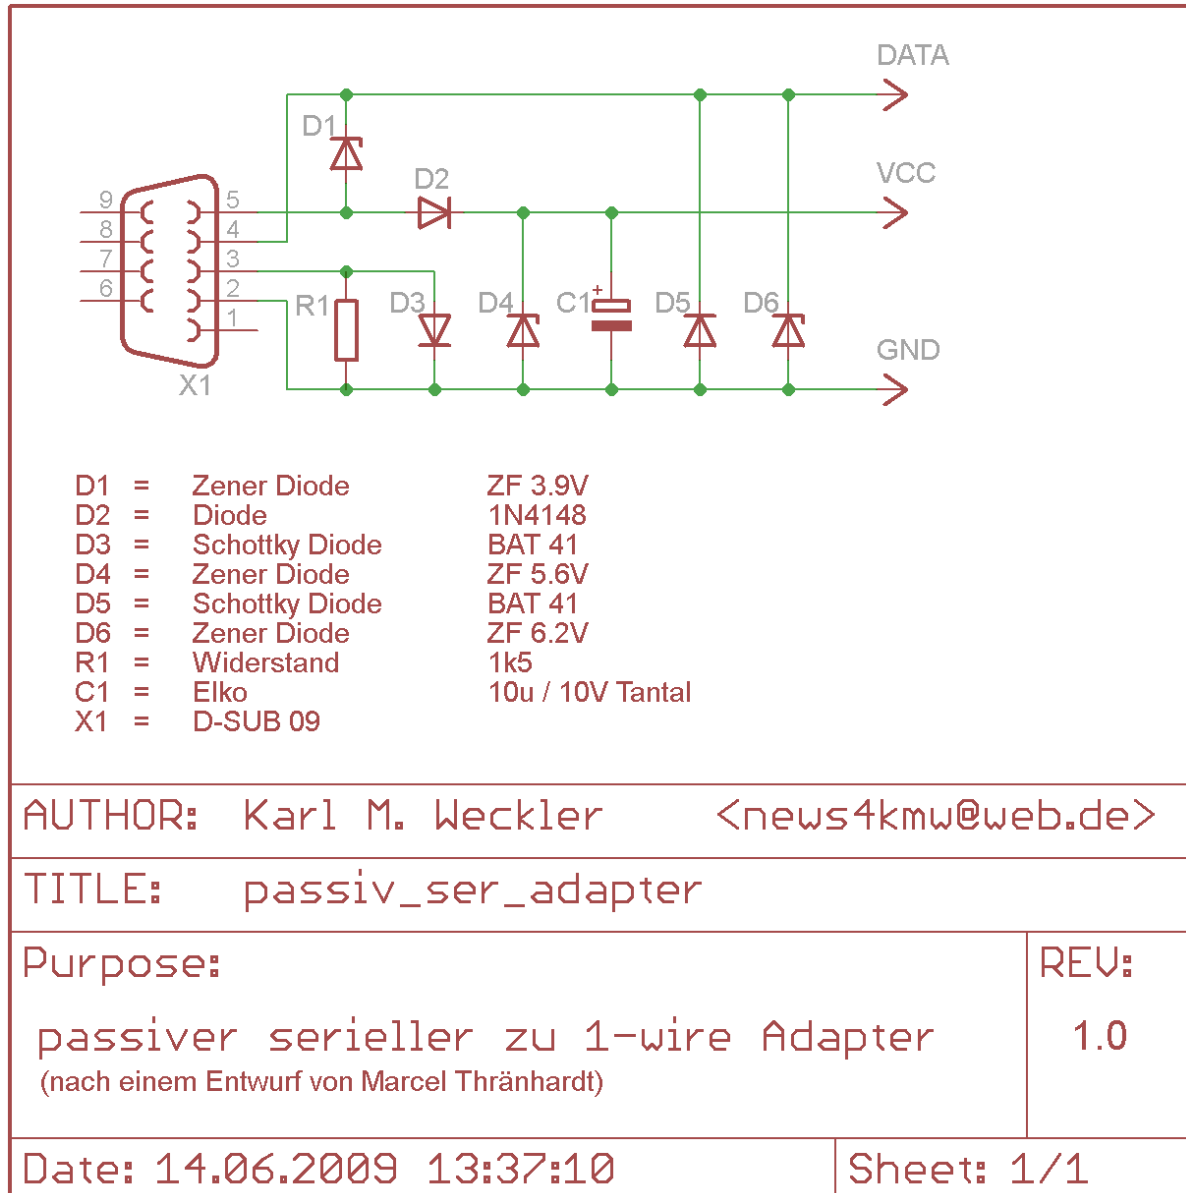 DATA
D1
VCC
D2
9
5
8
4
7
3
6
2
R1
D3
D4
C1
+
D5
D6
1
GND
X1
D1 = Zener Diode ZF 3.9V
D2 = Diode 1N4148
D3 = Schottky Diode BAT 41
D4 = Zener Diode ZF 5.6V
D5 = Schottky Diode BAT 41
D6 = Zener Diode ZF 6.2V
R1 = Widerstand 1k5
C1 = Elko 10u / 10V Tantal
X1 = D-SUB 09
AUTHOR: Karl M. Weckler <news4kmw@web.de>
TITLE: passiv_ser_adapter
Purpose:
REV:
passiver serieller zu 1-wire Adapter
1.0
(nach einem Entwurf von Marcel Thränhardt)
Date: 14.06.2009 13:37:10
Sheet: 1/1